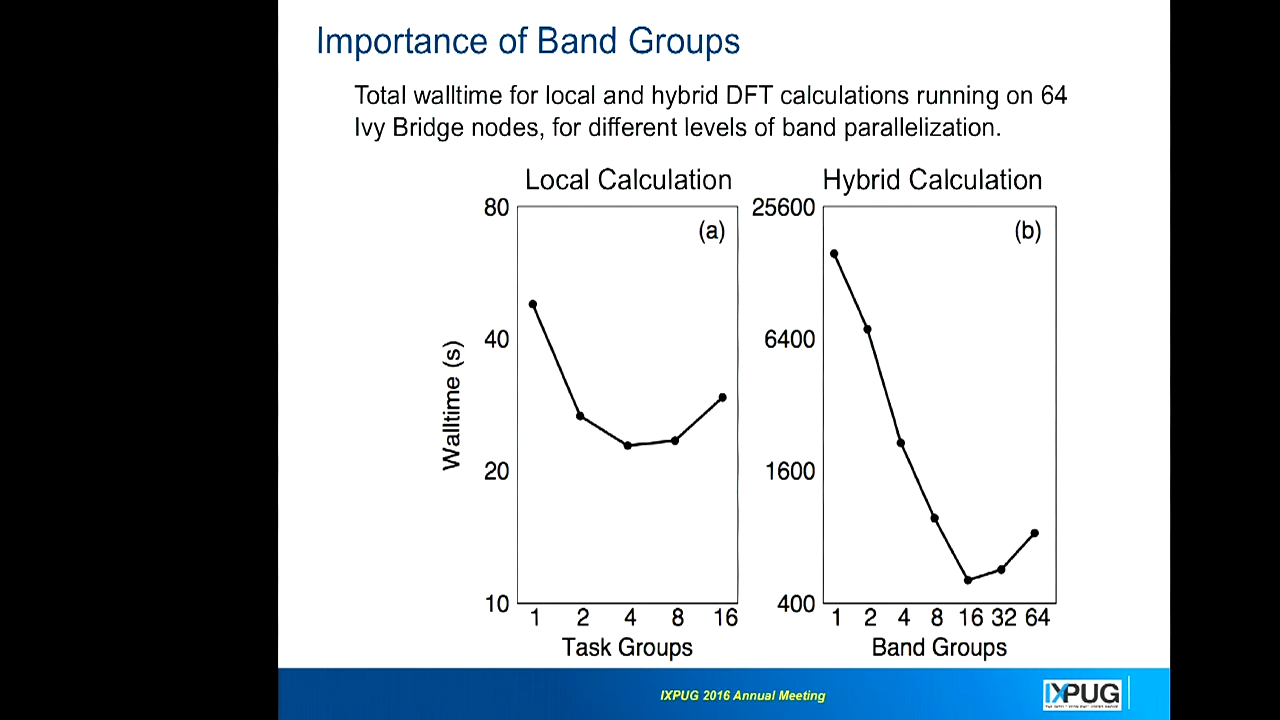 Importance of Band Groups
Total walltime for local and hybrid DFT calculations running on 64
Ivy Bridge nodes, for different levels of band parallelization.
Local Calculation
(a)
80
40
20
10
Walltime (s)
1 2 4 8 16
Task Groups
Hybrid Calculation
(b)
25600
6400
1600
400
1 2 4 8 16 32 64
Band Groups
IXPUG 2016 Annual Meeting
IXPUG